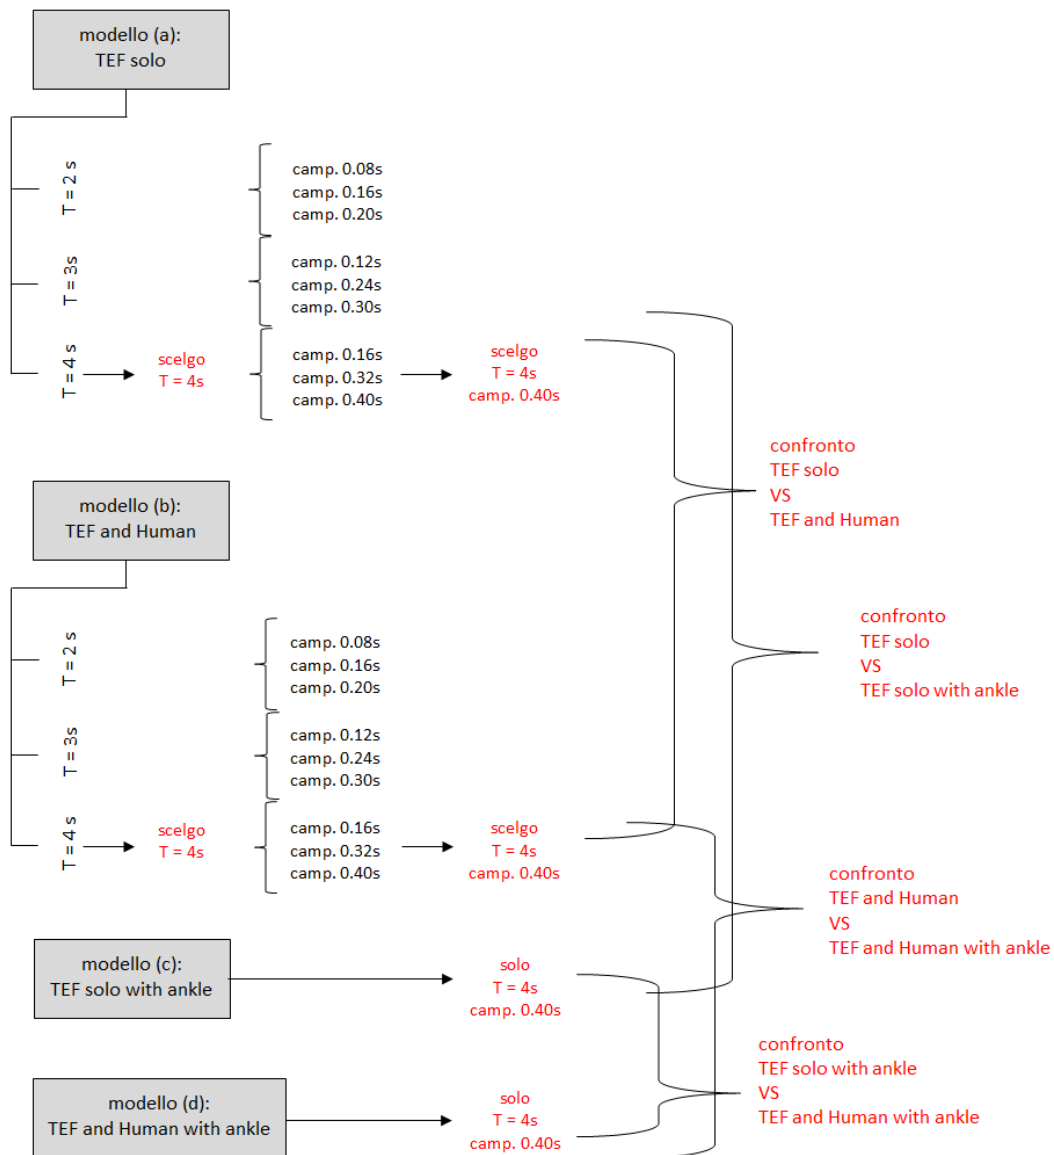 modello (a):
TEF solo
T = 2 s
camp. 0.08s
camp. 0.16s
camp. 0.20s
T = 3s
camp. 0.12s
camp. 0.24s
camp. 0.30s
T = 4 s
scelgo
T = 4s
camp. 0.16s
camp. 0.32s
camp. 0.40s
scelgo
T = 4s
camp. 0.40s
confronto
TEF solo
VS
TEF and Human
modello (b):
TEF and Human
T = 2 s
camp. 0.08s
camp. 0.16s
camp. 0.20s
confronto
TEF solo
VS
TEF solo with ankle
T = 3s
camp. 0.12s
camp. 0.24s
camp. 0.30s
T = 4 s
scelgo
T = 4s
camp. 0.16s
camp. 0.32s
camp. 0.40s
scelgo
T = 4s
camp. 0.40s
confronto
TEF and Human
VS
TEF and Human with ankle
modello (c):
TEF solo with ankle
solo
T = 4s
camp. 0.40s
confronto
TEF solo with ankle
VS
TEF and Human with ankle
modello (d):
TEF and Human with ankle
solo
T = 4s
camp. 0.40s